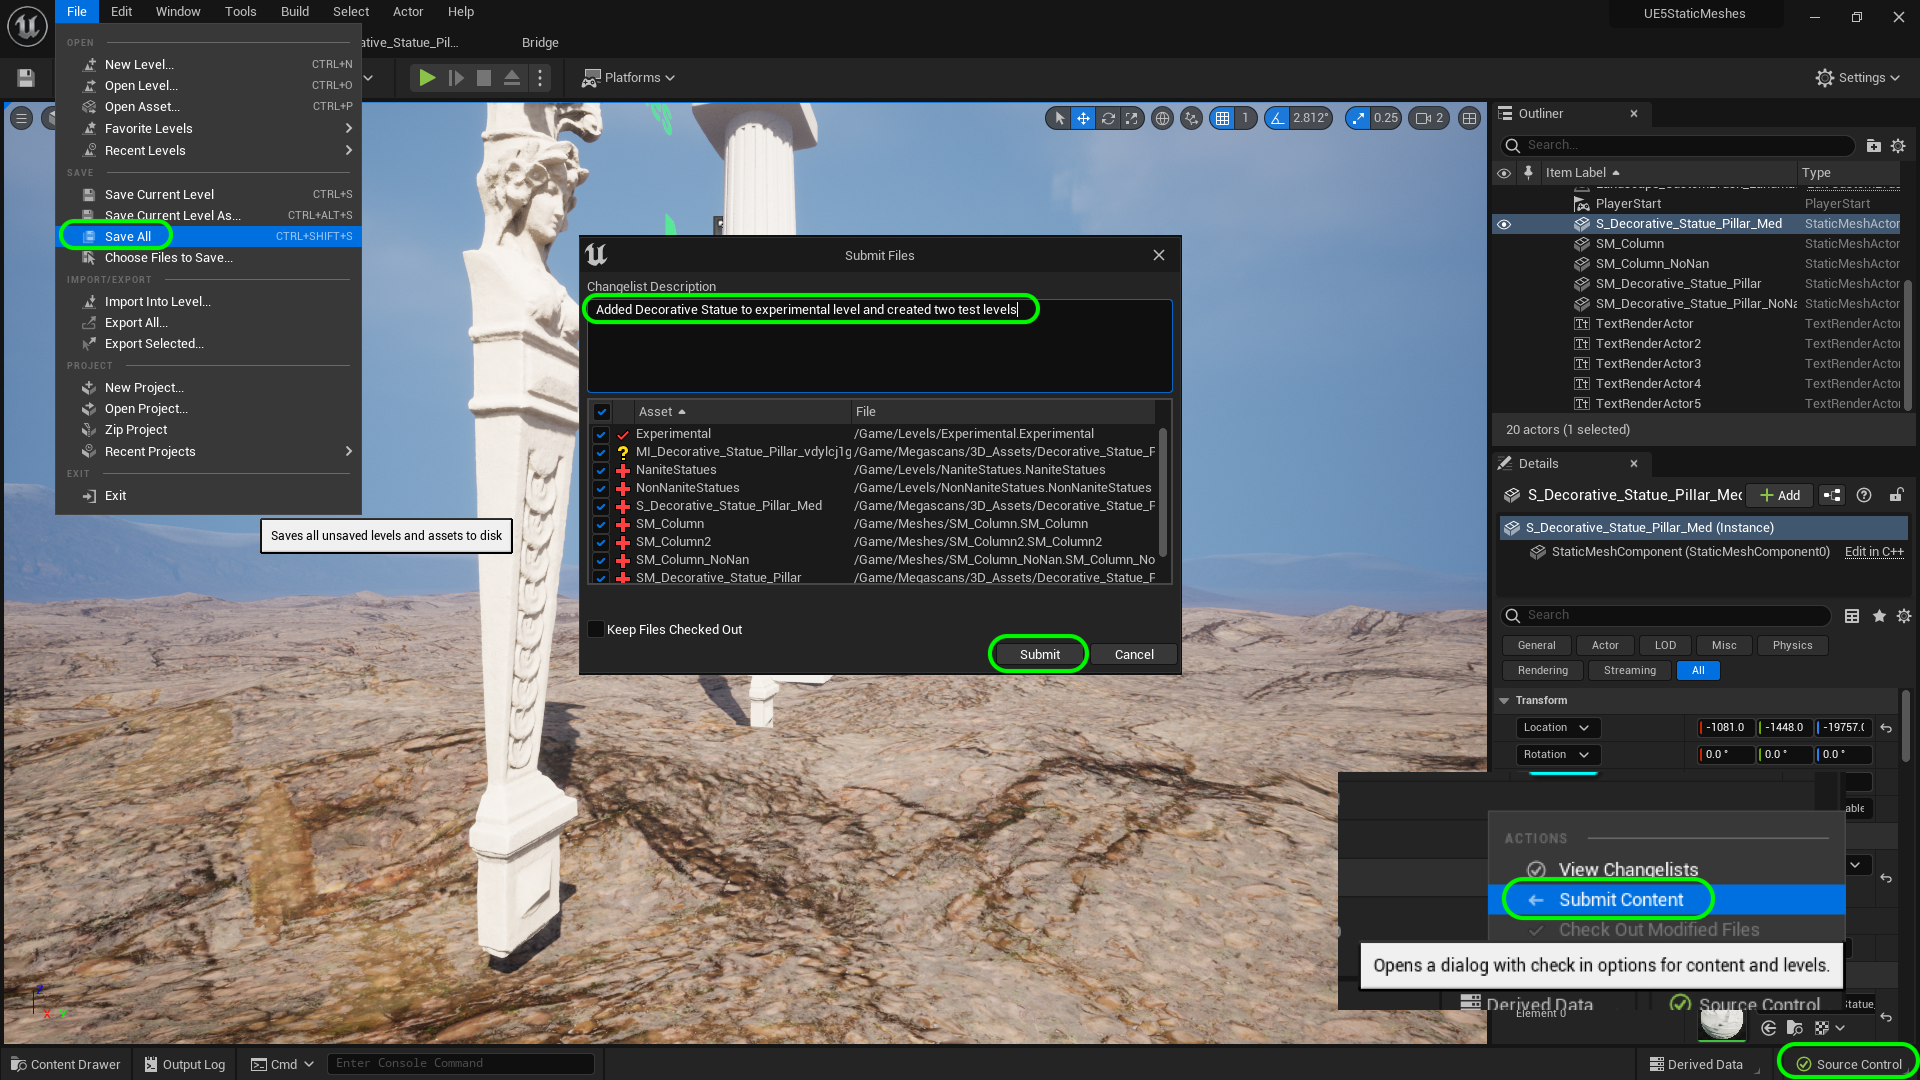 File Edit Window Tools Build Select Actor Help
UE5StaticMeshes
ative_Statue_Pil... Bridge
Platforms
Settings
OPEN
New Level... CTRL+N
Open Level... CTRL+O
Open Asset... CTRL+P
Favorite Levels
Recent Levels
SAVE
Save Current Level CTRL+S
Save Current Level As... CTRL+ALT+S
Save All CTRL+SHIFT+S
Choose Files to Save...
IMPORT/EXPORT
Import Into Level...
Export All...
Export Selected...
PROJECT
New Project...
Open Project...
Zip Project
Recent Projects
EXIT
Exit
Saves all unsaved levels and assets to disk
1 2.812° 0.25 2
Submit Files
Changelist Description
Added Decorative Statue to experimental level and created two test levels
Asset File
Experimental /Game/Levels/Experimental.Experimental
MI_Decorative_Statue_Pillar_vdylcj1g /Game/Megascans/3D_Assets/Decorative_Statue_P
NaniteStatues /Game/Levels/NaniteStatues.NaniteStatues
NonNaniteStatues /Game/Levels/NonNaniteStatues.NonNaniteStatues
S_Decorative_Statue_Pillar_Med /Game/Megascans/3D_Assets/Decorative_Statue_P
SM_Column /Game/Meshes/SM_Column.SM_Column
SM_Column2 /Game/Meshes/SM_Column2.SM_Column2
SM_Column_NoNan /Game/Meshes/SM_Column_NoNan.SM_Column_No
SM_Decorative_Statue_Pillar /Game/Megascans/3D_Assets/Decorative_Statue_P
Keep Files Checked Out
Submit Cancel
Outliner
Search...
Item Label Type
PlayerStart PlayerStart
S_Decorative_Statue_Pillar_Med StaticMeshActor
SM_Column StaticMeshActor
SM_Column_NoNan StaticMeshActor
SM_Decorative_Statue_Pillar StaticMeshActor
SM_Decorative_Statue_Pillar_NoNa StaticMeshActor
TextRenderActor TextRenderActo
TextRenderActor2 TextRenderActo
TextRenderActor3 TextRenderActo
TextRenderActor4 TextRenderActo
TextRenderActor5 TextRenderActo
20 actors (1 selected)
Details
S_Decorative_Statue_Pillar_Med Add
S_Decorative_Statue_Pillar_Med (Instance)
StaticMeshComponent (StaticMeshComponent0) Edit in C++
Search
General Actor LOD Misc Physics
Rendering Streaming All
Transform
Location -1081.0 -1448.0 -19757.(
Rotation 0.0 ° 0.0 ° 0.0 °
able
ACTIONS
View Changelists
Submit Content
Check Out Modified Files
Opens a dialog with check in options for content and levels.
Derived Data Source Control
Statue
Element 0
Content Drawer Output Log Cmd Enter Console Command
Derived Data Source Control